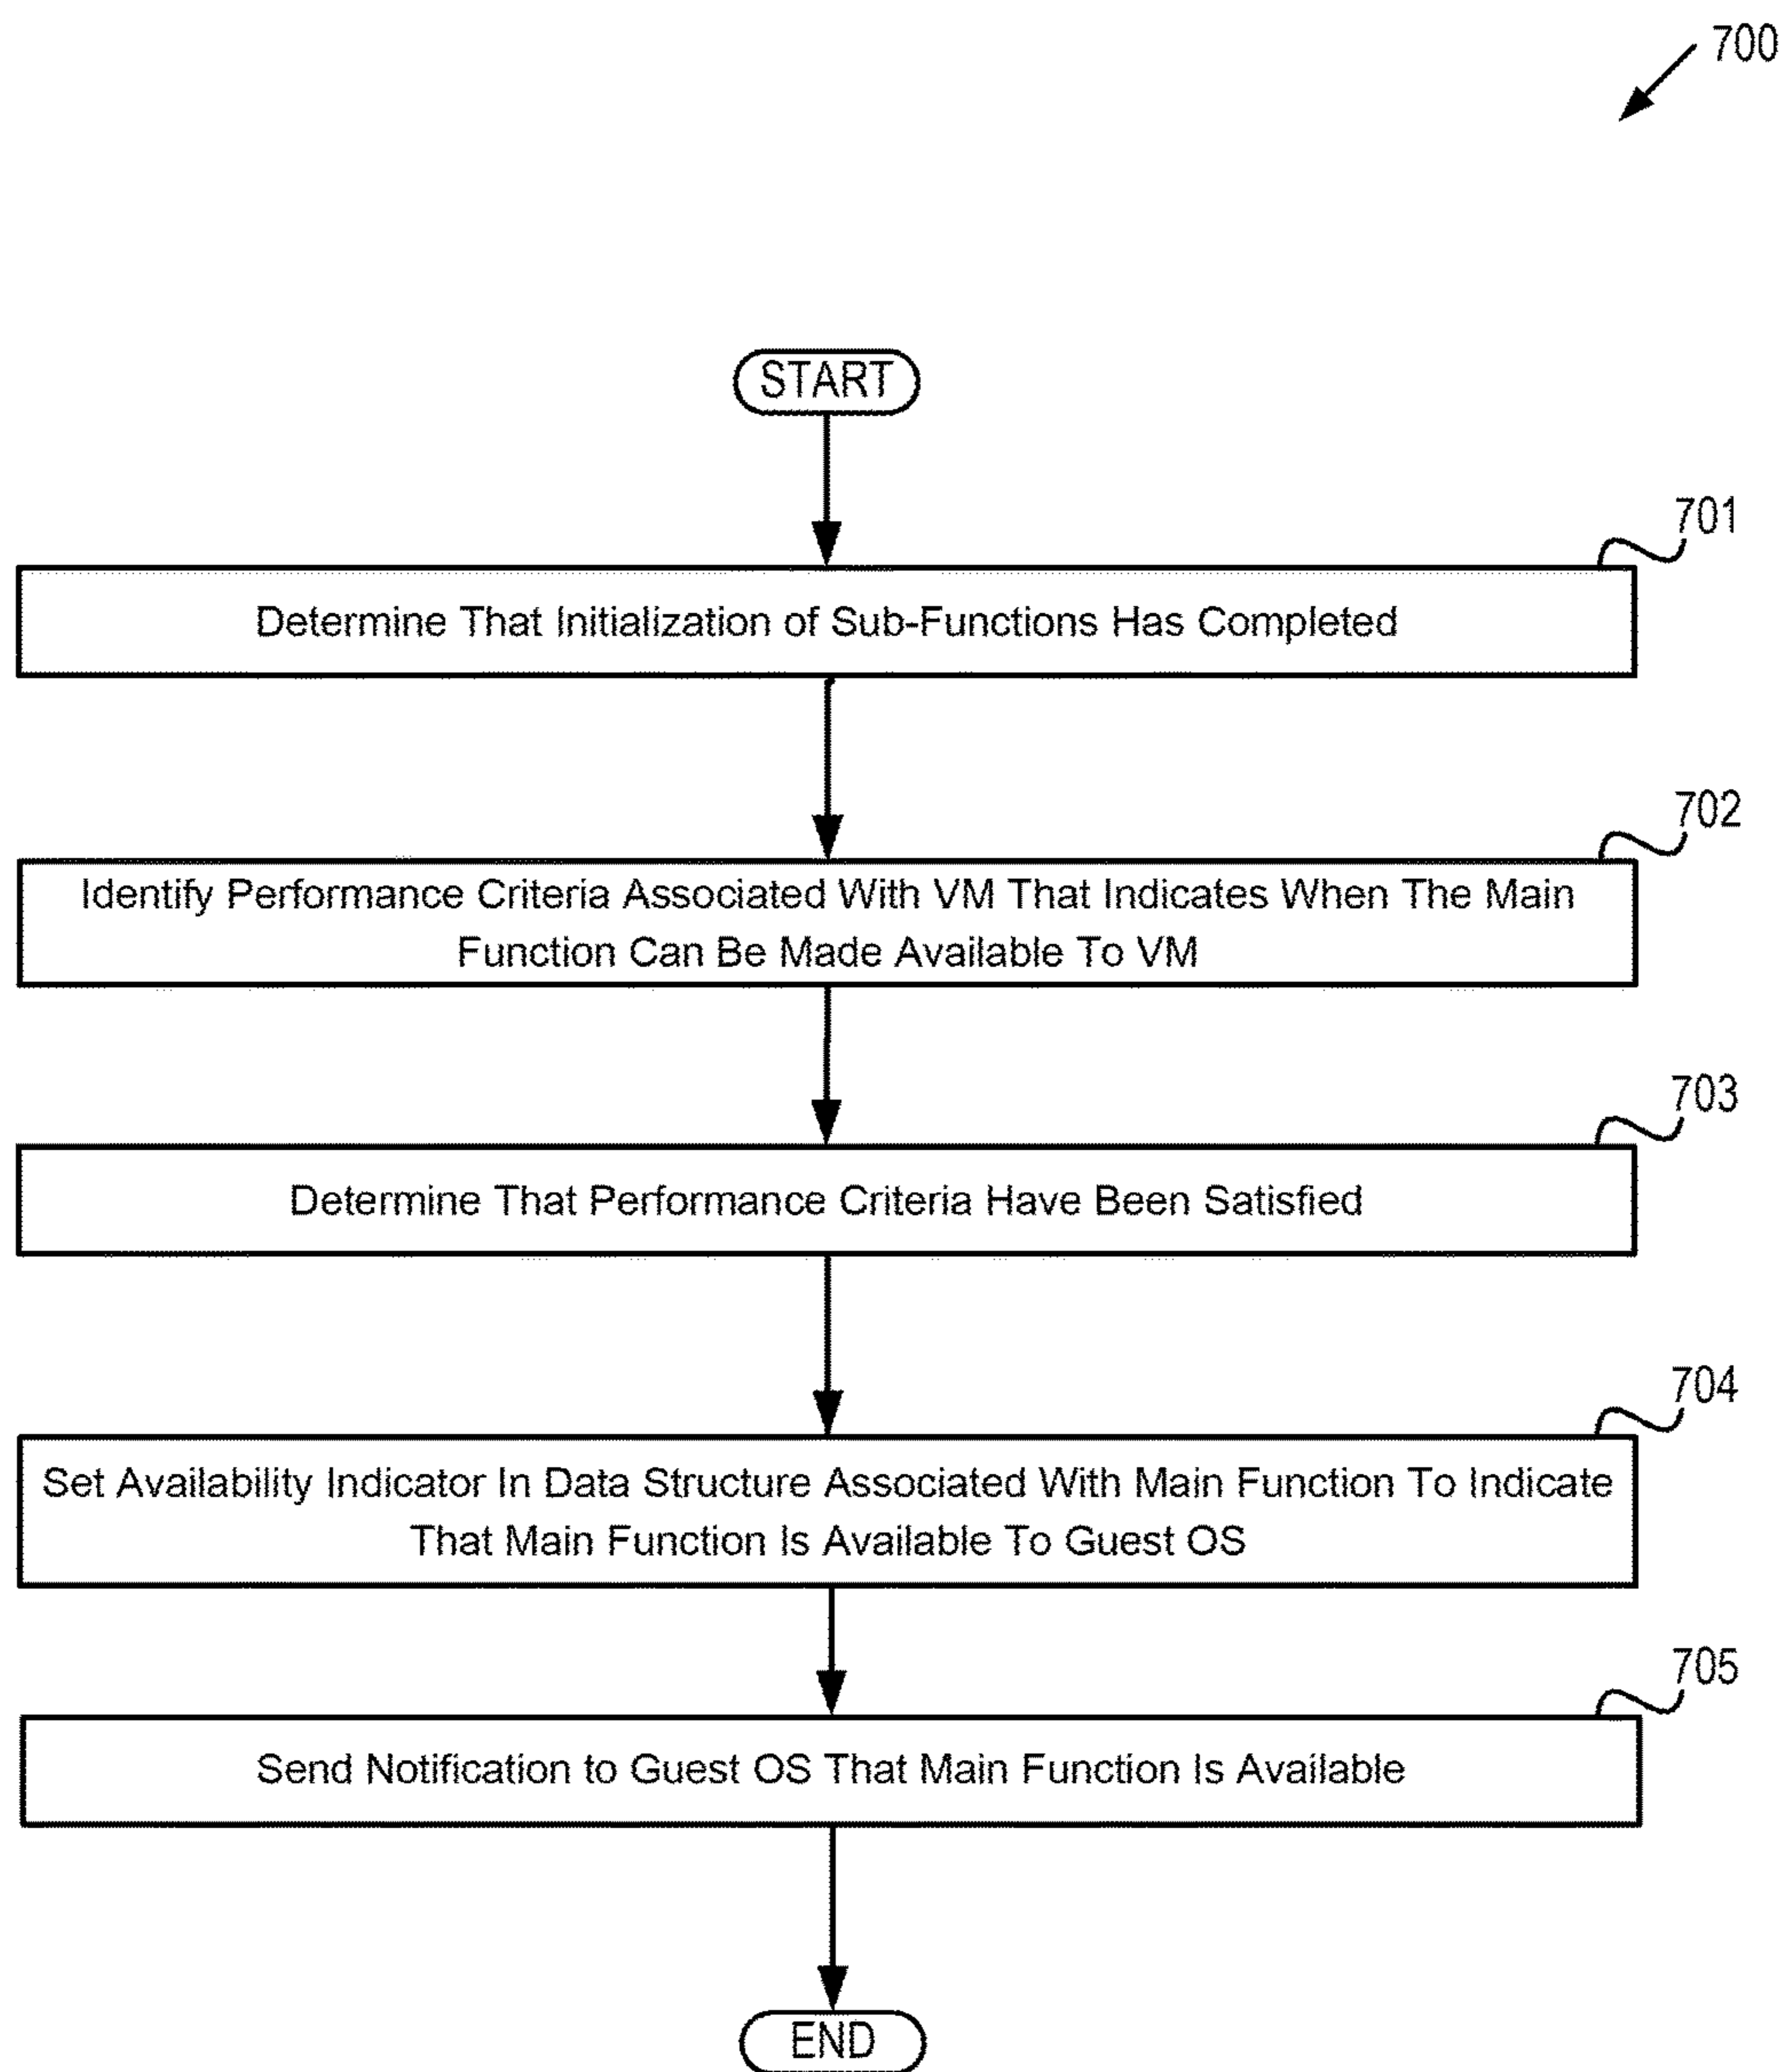 700
START
701
Determine That Initialization of Sub-Functions Has Completed
702
Identify Performance Criteria Associated With VM That Indicates When The Main
Function Can Be Made Available To VM
703
Determine That Performance Criteria Have Been Satisfied
704
Set Availability Indicator In Data Structure Associated With Main Function To Indicate
That Main Function Is Available To Guest OS
705
Send Notification to Guest OS That Main Function Is Available
END